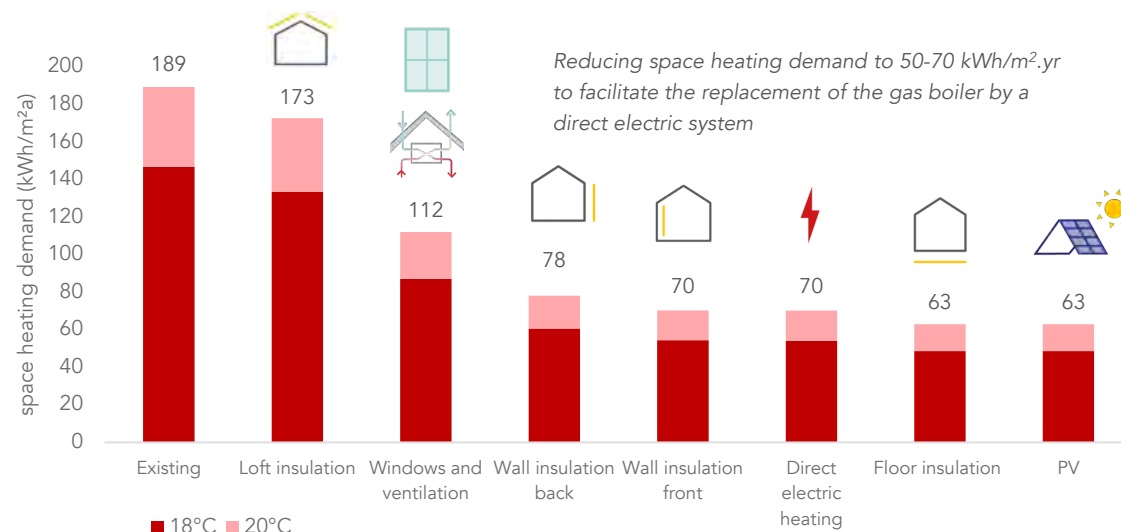 Reducing space heating demand to 50-70 kWh/m².yr
to facilitate the replacement of the gas boiler by a
direct electric system
space heating demand (kWh/m²a)
200
180
160
140
120
100
80
60
40
20
0
189
173
112
78
70
70
63
63
Existing
Loft insulation
Windows and
ventilation
Wall insulation
back
Wall insulation
front
Direct
electric
heating
Floor insulation
PV
18°C
20°C